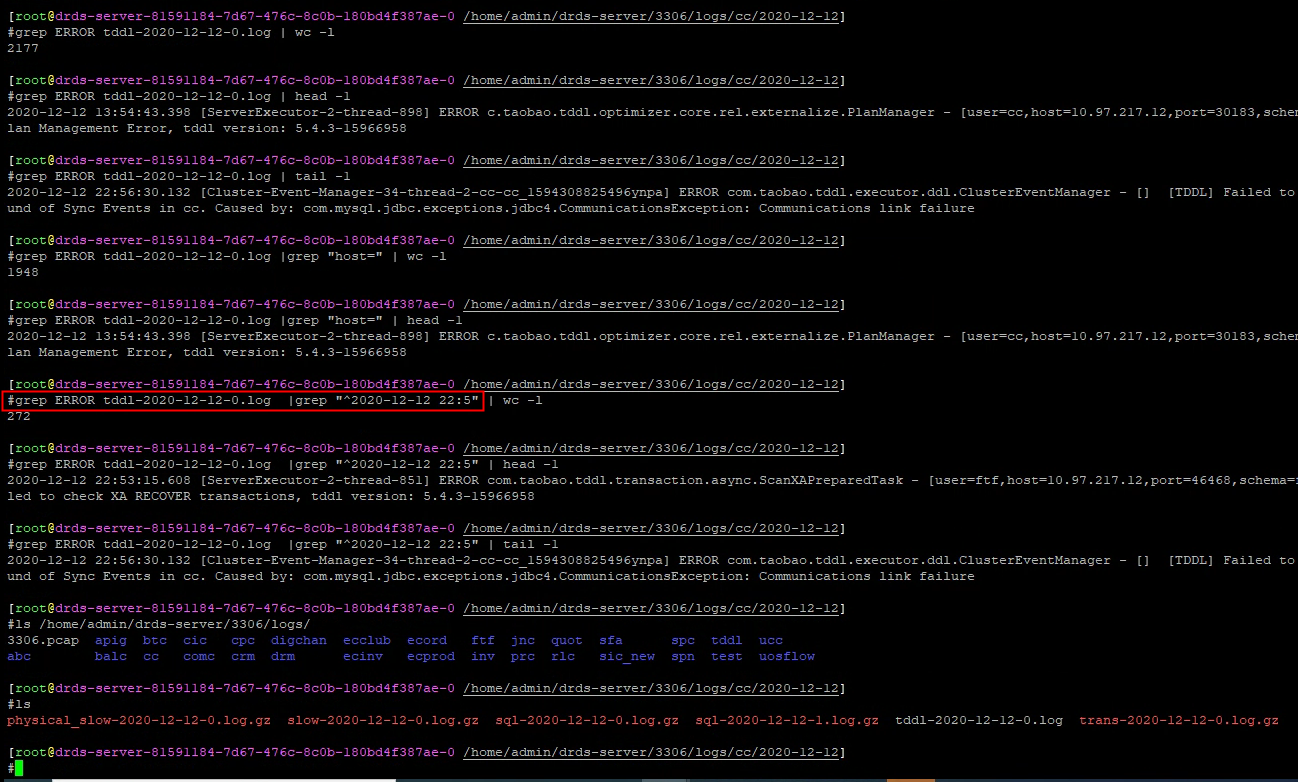 [root@drds-server-81591184-7d67-476c-8c0b-180bd4f387ae-0 /home/admin/drds-server/3306/logs/cc/2020-12-12]
#grep ERROR tddl-2020-12-12-0.log | wc -l
2177
[root@drds-server-81591184-7d67-476c-8c0b-180bd4f387ae-0 /home/admin/drds-server/3306/logs/cc/2020-12-12]
#grep ERROR tddl-2020-12-12-0.log | head -1
2020-12-12 13:54:43.398 [ServerExecutor-2-thread-898] ERROR c.taobao.tddl.optimizer.core.rel.externalize.PlanManager - [user=cc,host=10.97.217.12,port=30183,schem
lan Management Error, tddl version: 5.4.3-15966958
[root@drds-server-81591184-7d67-476c-8c0b-180bd4f387ae-0 /home/admin/drds-server/3306/logs/cc/2020-12-12]
#grep ERROR tddl-2020-12-12-0.log | tail -1
2020-12-12 22:56:30.132 [Cluster-Event-Manager-34-thread-2-cc-cc_1594308825496ynpa] ERROR com.taobao.tddl.executor.ddl.ClusterEventManager - []  [TDDL] Failed to
und of Sync Events in cc. Caused by: com.mysql.jdbc.exceptions.jdbc4.CommunicationsException: Communications link failure
[root@drds-server-81591184-7d67-476c-8c0b-180bd4f387ae-0 /home/admin/drds-server/3306/logs/cc/2020-12-12]
#grep ERROR tddl-2020-12-12-0.log |grep "host=" | wc -l
1948
[root@drds-server-81591184-7d67-476c-8c0b-180bd4f387ae-0 /home/admin/drds-server/3306/logs/cc/2020-12-12]
#grep ERROR tddl-2020-12-12-0.log |grep "host=" | head -1
2020-12-12 13:54:43.398 [ServerExecutor-2-thread-898] ERROR c.taobao.tddl.optimizer.core.rel.externalize.PlanManager - [user=cc,host=10.97.217.12,port=30183,schem
lan Management Error, tddl version: 5.4.3-15966958
[root@drds-server-81591184-7d67-476c-8c0b-180bd4f387ae-0 /home/admin/drds-server/3306/logs/cc/2020-12-12]
#grep ERROR tddl-2020-12-12-0.log  |grep "^2020-12-12 22:5" | wc -l
272
[root@drds-server-81591184-7d67-476c-8c0b-180bd4f387ae-0 /home/admin/drds-server/3306/logs/cc/2020-12-12]
#grep ERROR tddl-2020-12-12-0.log  |grep "^2020-12-12 22:5" | head -1
2020-12-12 22:53:15.608 [ServerExecutor-2-thread-851] ERROR com.taobao.tddl.transaction.async.ScanXAPreparedTask - [user=ftf,host=10.97.217.12,port=46468,schema=
led to check XA RECOVER transactions, tddl version: 5.4.3-15966958
[root@drds-server-81591184-7d67-476c-8c0b-180bd4f387ae-0 /home/admin/drds-server/3306/logs/cc/2020-12-12]
#grep ERROR tddl-2020-12-12-0.log  |grep "^2020-12-12 22:5" | tail -1
2020-12-12 22:56:30.132 [Cluster-Event-Manager-34-thread-2-cc-cc_1594308825496ynpa] ERROR com.taobao.tddl.executor.ddl.ClusterEventManager - []  [TDDL] Failed to
und of Sync Events in cc. Caused by: com.mysql.jdbc.exceptions.jdbc4.CommunicationsException: Communications link failure
[root@drds-server-81591184-7d67-476c-8c0b-180bd4f387ae-0 /home/admin/drds-server/3306/logs/cc/2020-12-12]
#ls /home/admin/drds-server/3306/logs/
3306.pcap  apig  btc  cic   cpc  digchan  ecclub  ecord   ftf  jnc  quot  sfa      spc  tddl  ucc
abc        balc  cc   comc  crm  drm      ecinv   ecprod  inv  prc  rlc   sic_new  spn  test  uosflow
[root@drds-server-81591184-7d67-476c-8c0b-180bd4f387ae-0 /home/admin/drds-server/3306/logs/cc/2020-12-12]
#ls
physical_slow-2020-12-12-0.log.gz  slow-2020-12-12-0.log.gz  sql-2020-12-12-0.log.gz  sql-2020-12-12-1.log.gz  tddl-2020-12-12-0.log  trans-2020-12-12-0.log.gz
[root@drds-server-81591184-7d67-476c-8c0b-180bd4f387ae-0 /home/admin/drds-server/3306/logs/cc/2020-12-12]
#